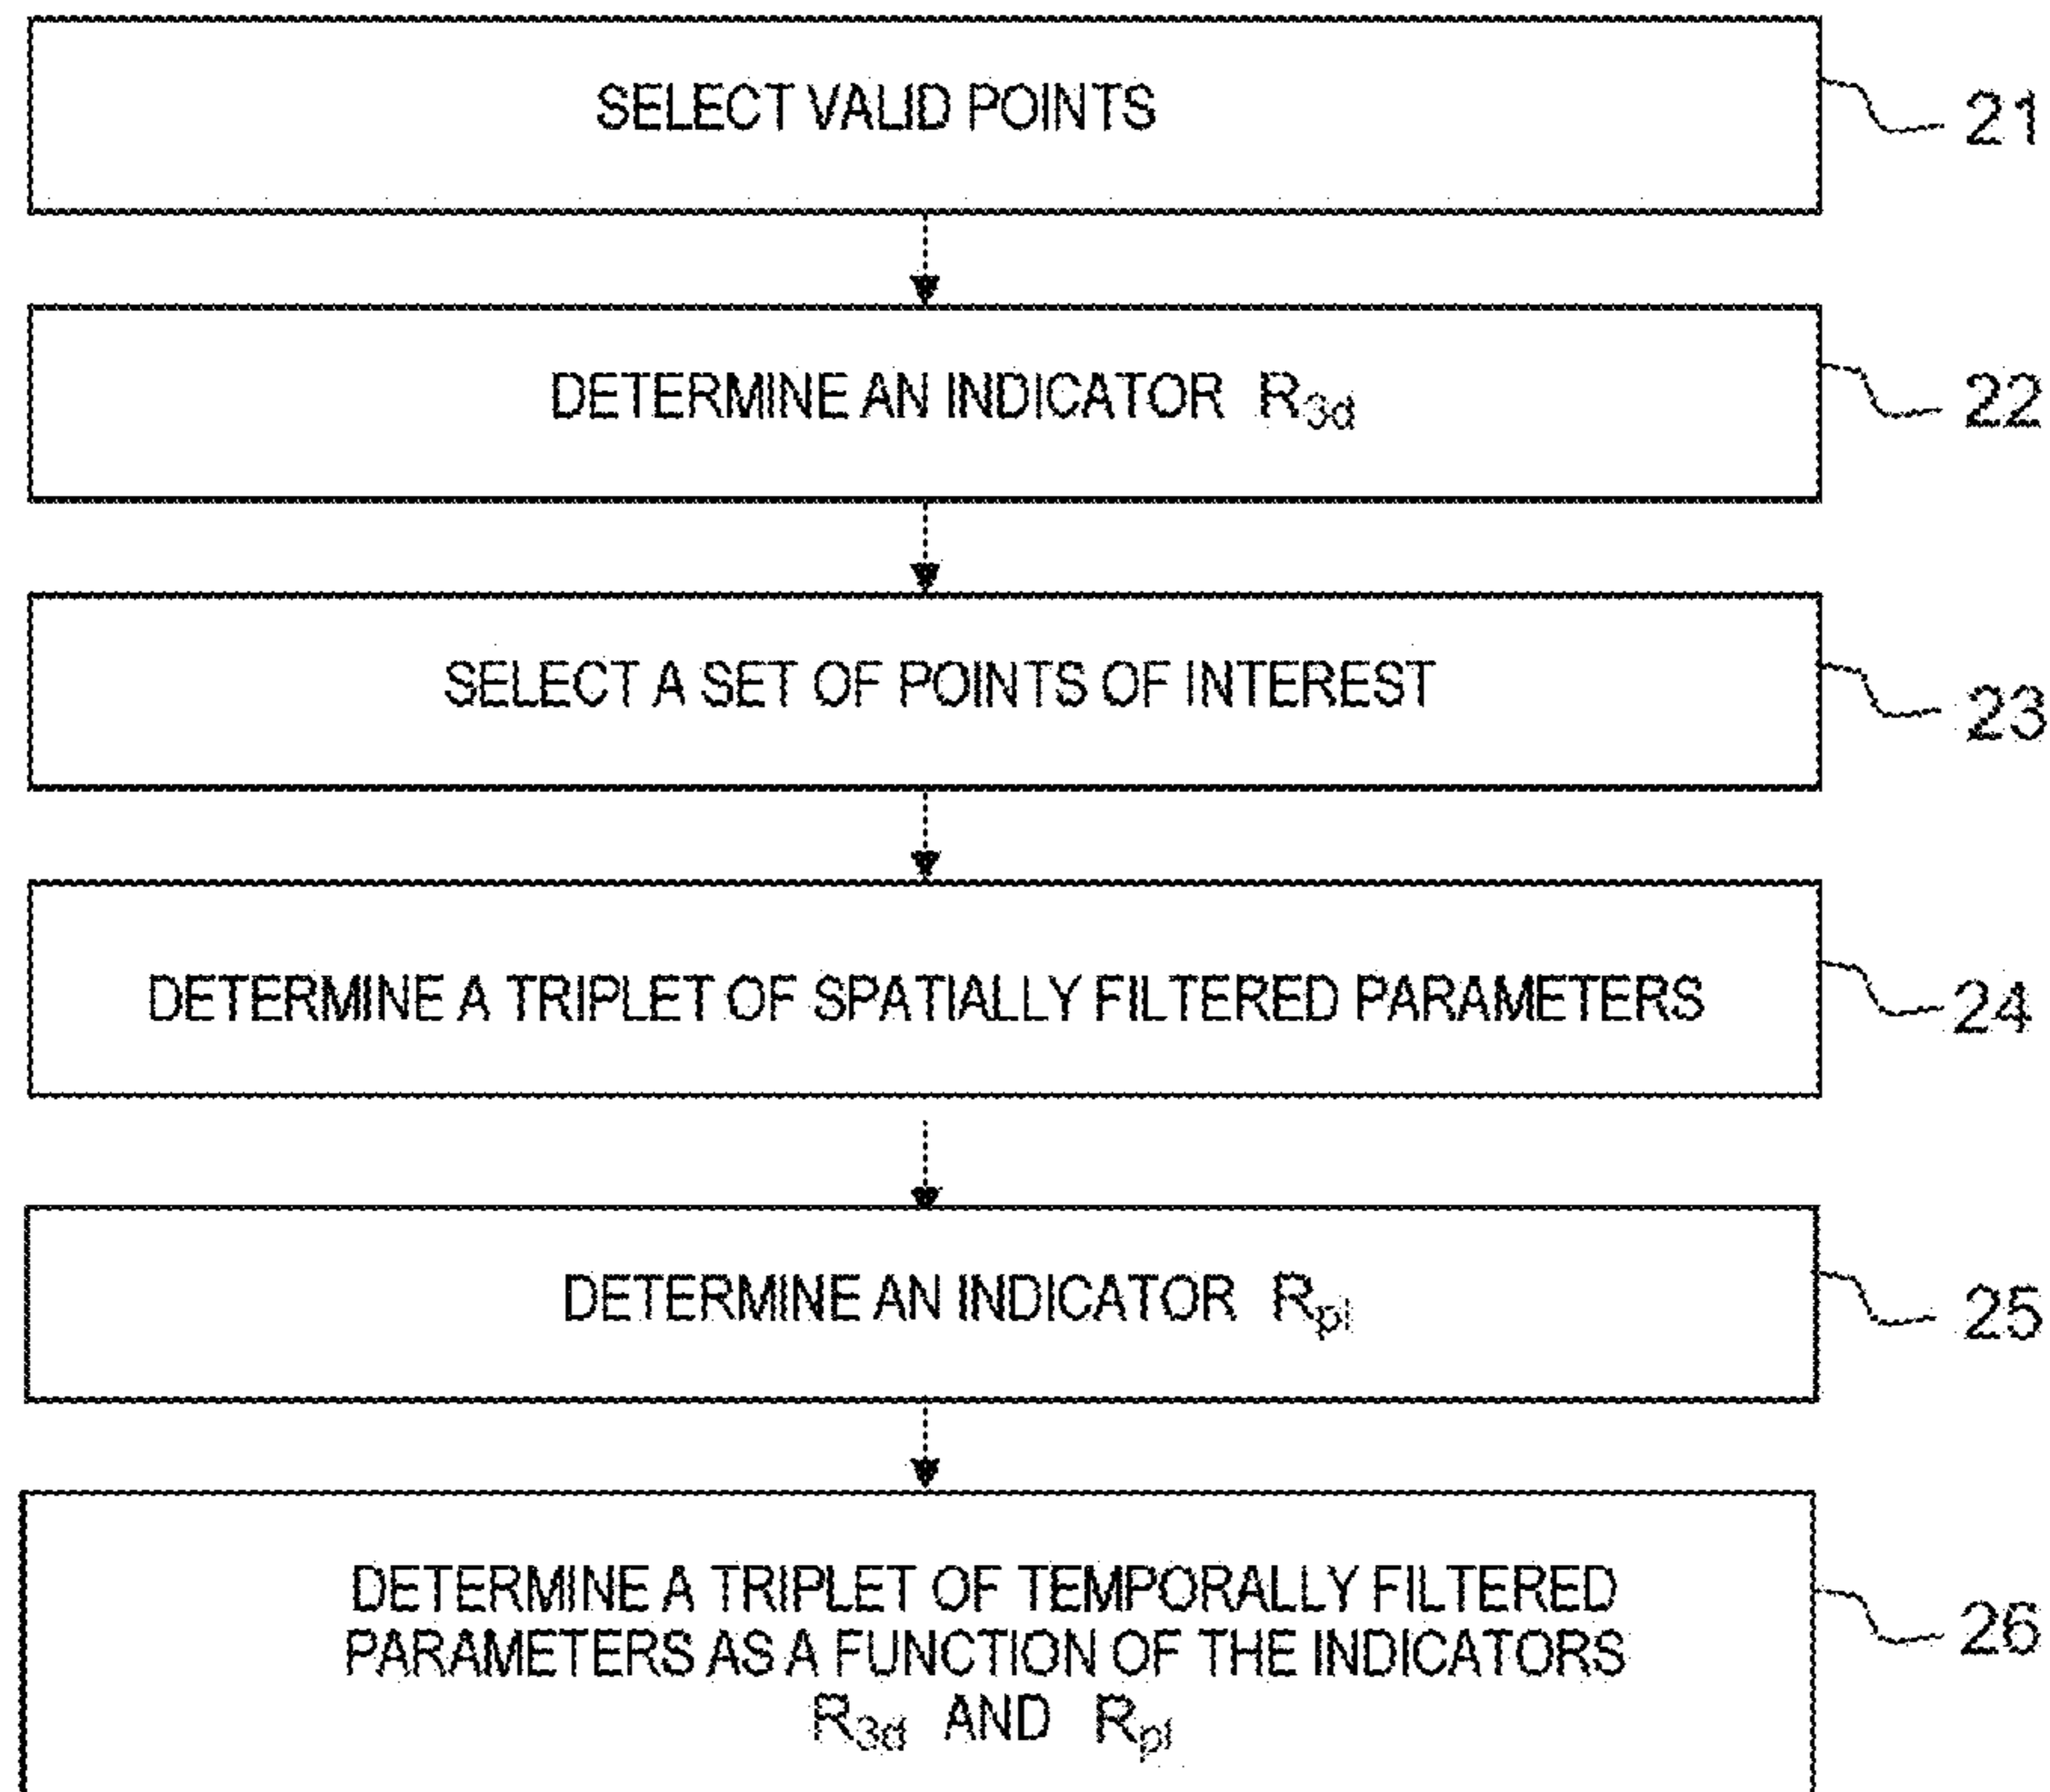 SELECT VALID POINTS
21
DETERMINE AN INDICATOR R3d
22
SELECT A SET OF POINTS OF INTEREST
23
DETERMINE A TRIPLET OF SPATIALLY FILTERED PARAMETERS
24
DETERMINE AN INDICATOR Rpl
25
DETERMINE A TRIPLET OF TEMPORALLY FILTERED
PARAMETERS AS A FUNCTION OF THE INDICATORS
R3d AND Rpl
26